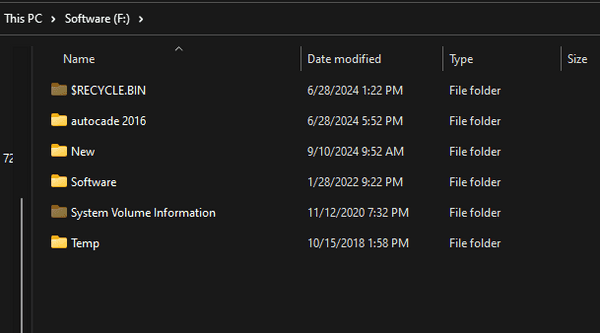 This PC > Software (F:) >
Name Date modified Type Size
$RECYCLE.BIN 6/28/2024 1:22 PM File folder
autocade 2016 6/28/2024 5:52 PM File folder
New 9/10/2024 9:52 AM File folder
72
Software 1/28/2022 9:22 PM File folder
System Volume Information 11/12/2020 7:32 PM File folder
Temp 10/15/2018 1:58 PM File folder